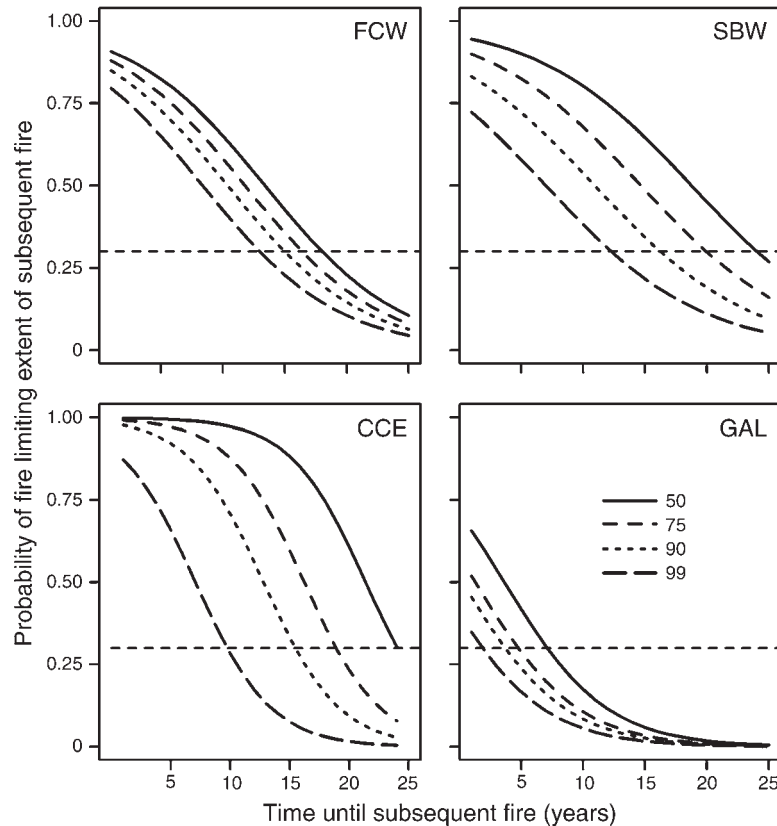 Probability of fire limiting extent of subsequent fire
1.00
0.75
0.50
0.25
0
FCW
SBW
1.00
0.75
0.50
0.25
0
CCE
GAL
50
75
90
99
5 10 15 20 25
5 10 15 20 25
Time until subsequent fire (years)